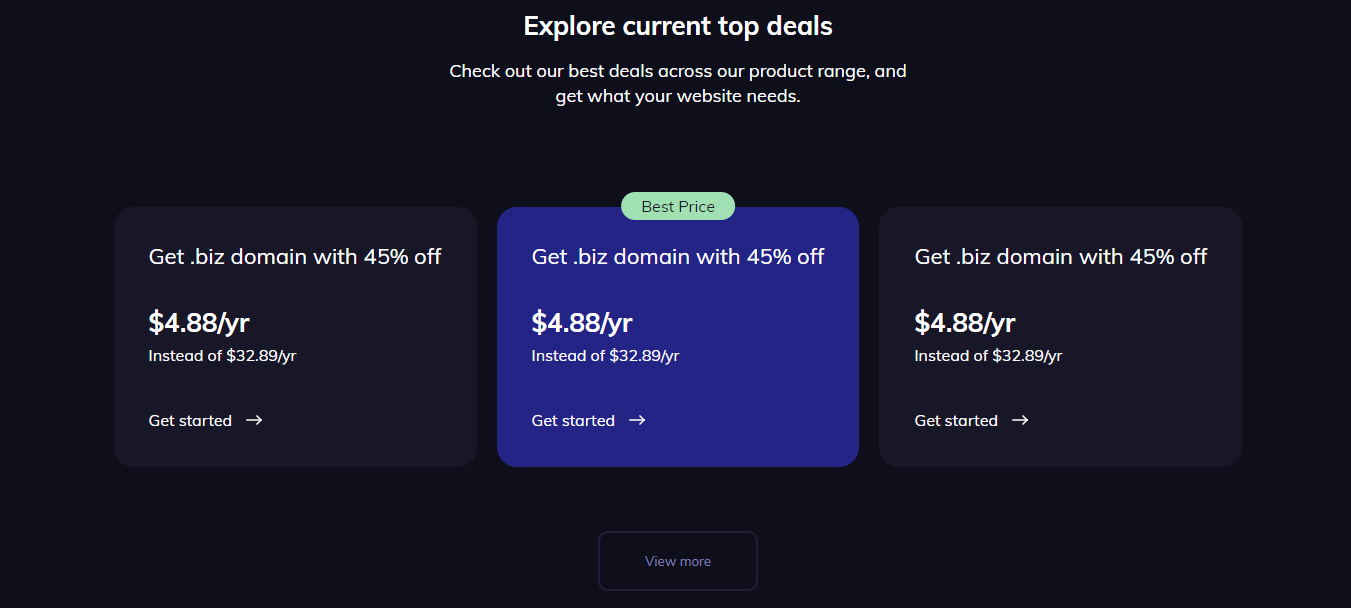 Explore current top deals
Check out our best deals across our product range, and
get what your website needs.
Best Price
Get .biz domain with 45% off
$4.88/yr
Instead of $32.89/yr
Get started
Get .biz domain with 45% off
$4.88/yr
Instead of $32.89/yr
Get started
Get .biz domain with 45% off
$4.88/yr
Instead of $32.89/yr
Get started
View more